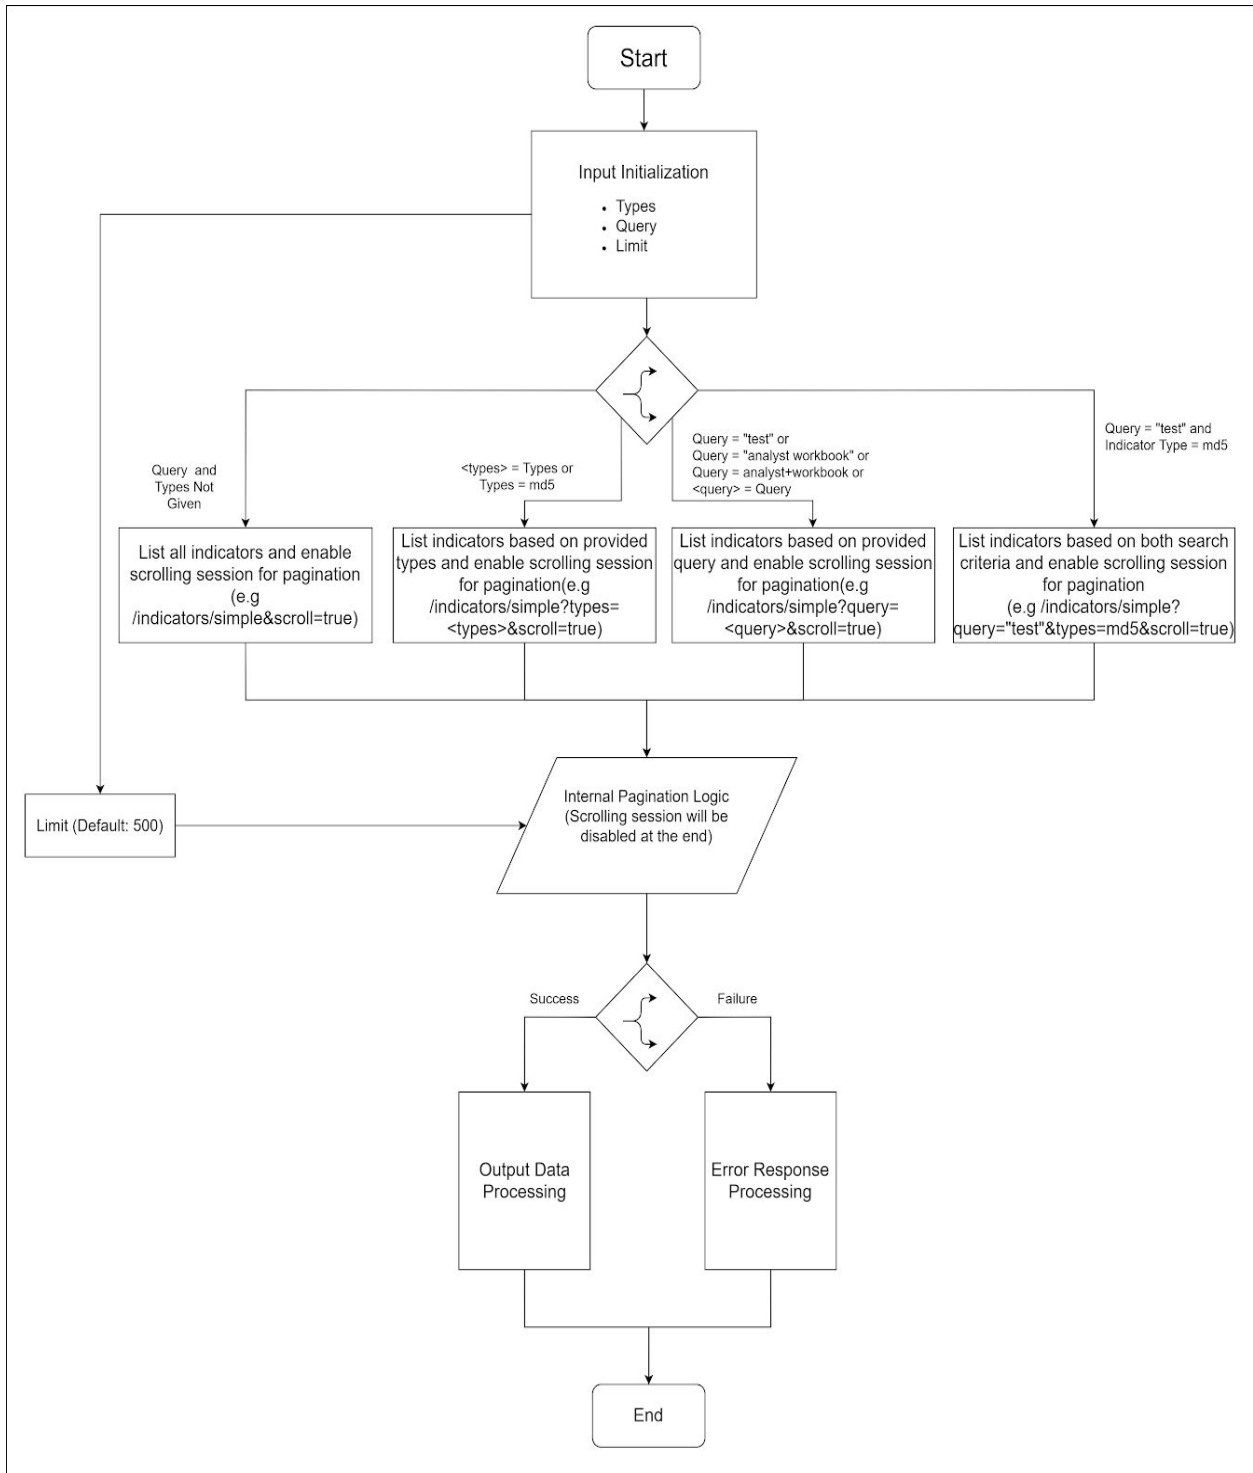 Start
Input Initialization
• Types
• Query
• Limit
Query and
Types Not
Given
<types> = Types or
Types = md5
Query = "test" or
Query = "analyst workbook" or
Query = analyst+workbook or
<query> = Query
Query = "test" and
Indicator Type = md5
List all indicators and enable
scrolling session for pagination
(e.g
/indicators/simple&scroll=true)
List indicators based on provided
types and enable scrolling session
for pagination(e.g
/indicators/simple?types=
<types>&scroll=true)
List indicators based on provided
query and enable scrolling session
for pagination(e.g
/indicators/simple?query=
<query>&scroll=true)
List indicators based on both search
criteria and enable scrolling session
for pagination
(e.g /indicators/simple?
query="test"&types=md5&scroll=true)
Limit (Default: 500)
Internal Pagination Logic
(Scrolling session will be
disabled at the end)
Success
Failure
Output Data
Processing
Error Response
Processing
End